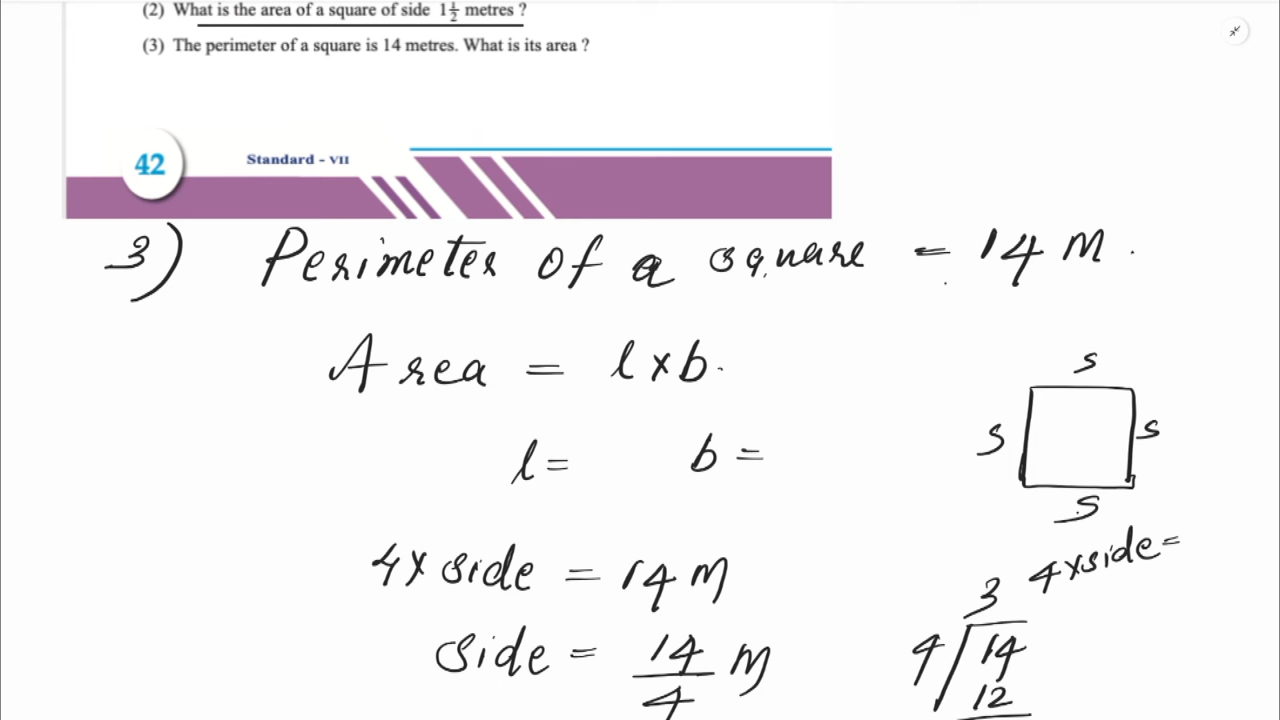 (2) What is the area of a square of side 1½ metres ?
(3) The perimeter of a square is 14 metres. What is its area ?
42
Standard - VII
3) Perimeter of a square = 14 m.
Area = l x b.
l = b =
4 x side = 14 m
side = 14/4 m
s
s s
s
4 x side =
3
4 14
12